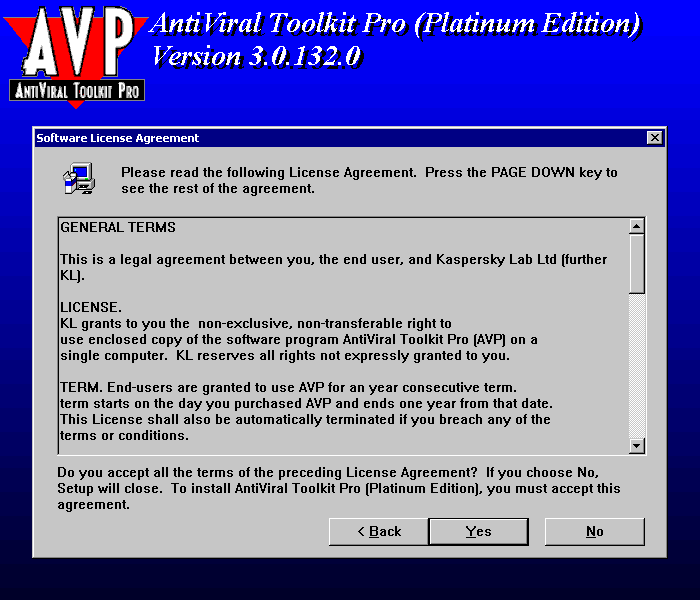 AVP
ANTIVIRAL TOOLKIT PRO
AntiViral Toolkit Pro (Platinum Edition)
Version 3.0.132.0
Software License Agreement
Please read the following License Agreement.  Press the PAGE DOWN key to
see the rest of the agreement.
GENERAL TERMS
This is a legal agreement between you, the end user, and Kaspersky Lab Ltd (further
KL).
LICENSE.
KL grants to you the  non-exclusive, non-transferable right to
use enclosed copy of the software program AntiViral Toolkit Pro (AVP) on a
single computer.  KL reserves all rights not expressly granted to you.
TERM. End-users are granted to use AVP for an year consecutive term.
term starts on the day you purchased AVP and ends one year from that date.
This License shall also be automatically terminated if you breach any of the
terms or conditions.
Do you accept all the terms of the preceding License Agreement?  If you choose No,
Setup will close.  To install AntiViral Toolkit Pro (Platinum Edition), you must accept this
agreement.
< Back Yes No